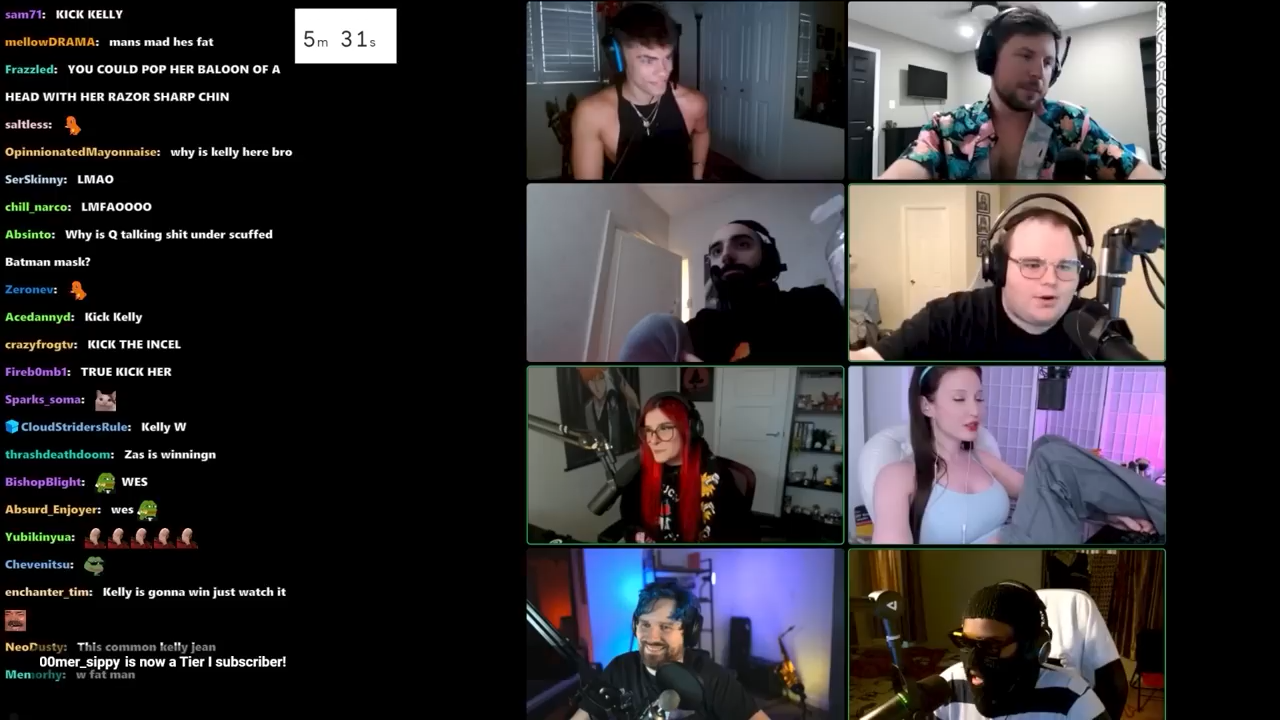 sam71: KICK KELLY
5m 31s
mellowDRAMA: mans mad hes fat
Frazzled: YOU COULD POP HER BALOON OF A
HEAD WITH HER RAZOR SHARP CHIN
saltless:
OpinnionatedMayonnaise: why is kelly here bro
SerSkinny: LMAO
chill_narco: LMFAOOOO
Absinto: Why is Q talking shit under scuffed
Batman mask?
Zeronev:
Acedannyd: Kick Kelly
crazyfrogtv: KICK THE INCEL
Fireb0mb1: TRUE KICK HER
Sparks_soma:
CloudStridersRule: Kelly W
thrashdeathdoom: Zas is winningn
BishopBlight: WES
Absurd_Enjoyer: wes
Yubikinyua:
Chevenitsu:
enchanter_tim: Kelly is gonna win just watch it
NeoDusty: This common kelly jean
00mer_sippy is now a Tier I subscriber!
Memorhy: w fat man